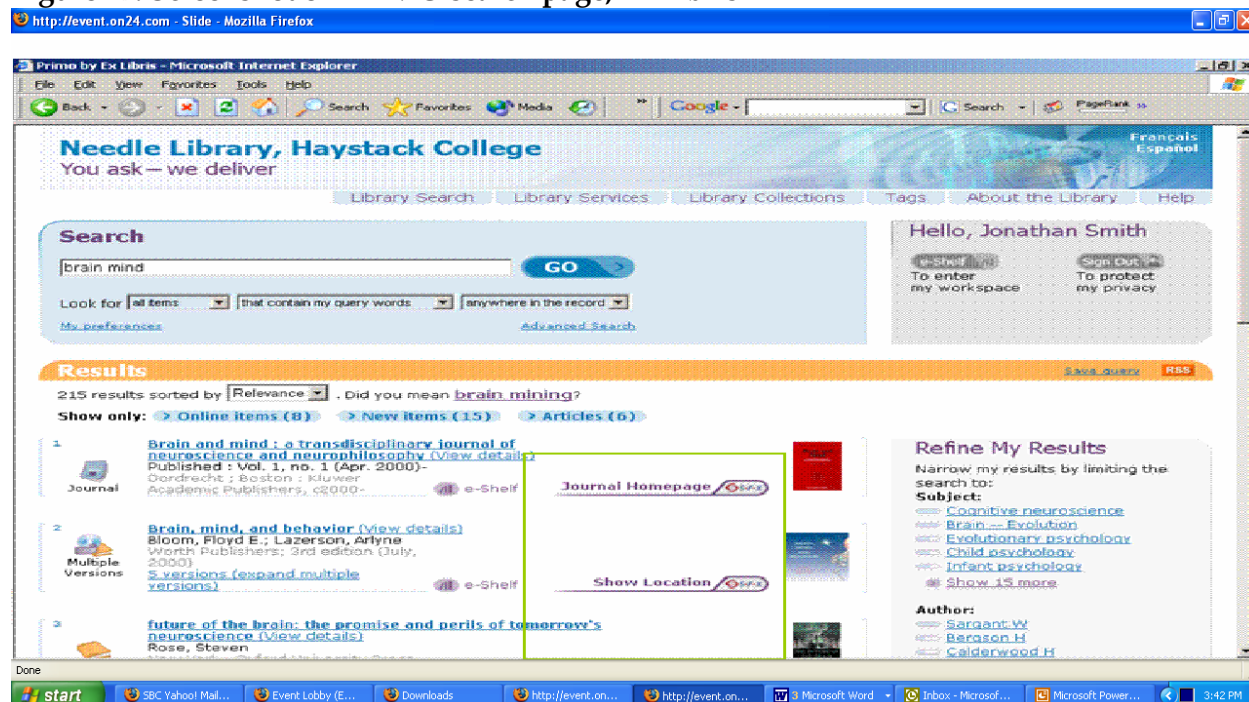 http://event.on24.com - Slide - Mozilla Firefox
Primo by Ex Libris - Microsoft Internet Explorer
File Edit View Favorites Tools Help
Back Search Favorites Media Google Search PageRank
Needle Library, Haystack College
Français
Español
You ask — we deliver
Library Search Library Services Library Collections Tags About the Library Help
Search
Hello, Jonathan Smith
brain mind GO
e-Shelf Sign Out
To enter To protect
my workspace my privacy
Look for all items that contain my query words anywhere in the record
My preferences Advanced Search
Results Save query RSS
215 results sorted by Relevance . Did you mean brain mining?
Show only: > Online items (8) > New items (15) > Articles (6)
1 Brain and mind : a transdisciplinary journal of
neuroscience and neurophilosophy (View details)
Published : Vol. 1, no. 1 (Apr. 2000)-
Dordrecht ; Boston : Kluwer
Academic Publishers, c2000-
Journal e-Shelf Journal Homepage SFX
2 Brain, mind, and behavior (View details)
Bloom, Floyd E.; Lazerson, Arlyne
Worth Publishers; 3rd edition (July,
2000)
Multiple
Versions
5 versions (expand multiple
versions) e-Shelf Show Location SFX
3 future of the brain: the promise and perils of tomorrow's
neuroscience (View details)
Rose, Steven
Refine My Results
Narrow my results by limiting the
search to:
Subject:
Cognitive neuroscience
Brain -- Evolution
Evolutionary psychology
Child psychology
Infant psychology
Show 15 more
Author:
Sargant W
Bergson H
Calderwood H
Done
start SBC Yahoo! Mail... Event Lobby (E... Downloads http://event.on... http://event.on... 3 Microsoft Word Inbox - Microsof... Microsoft Power... 3:42 PM